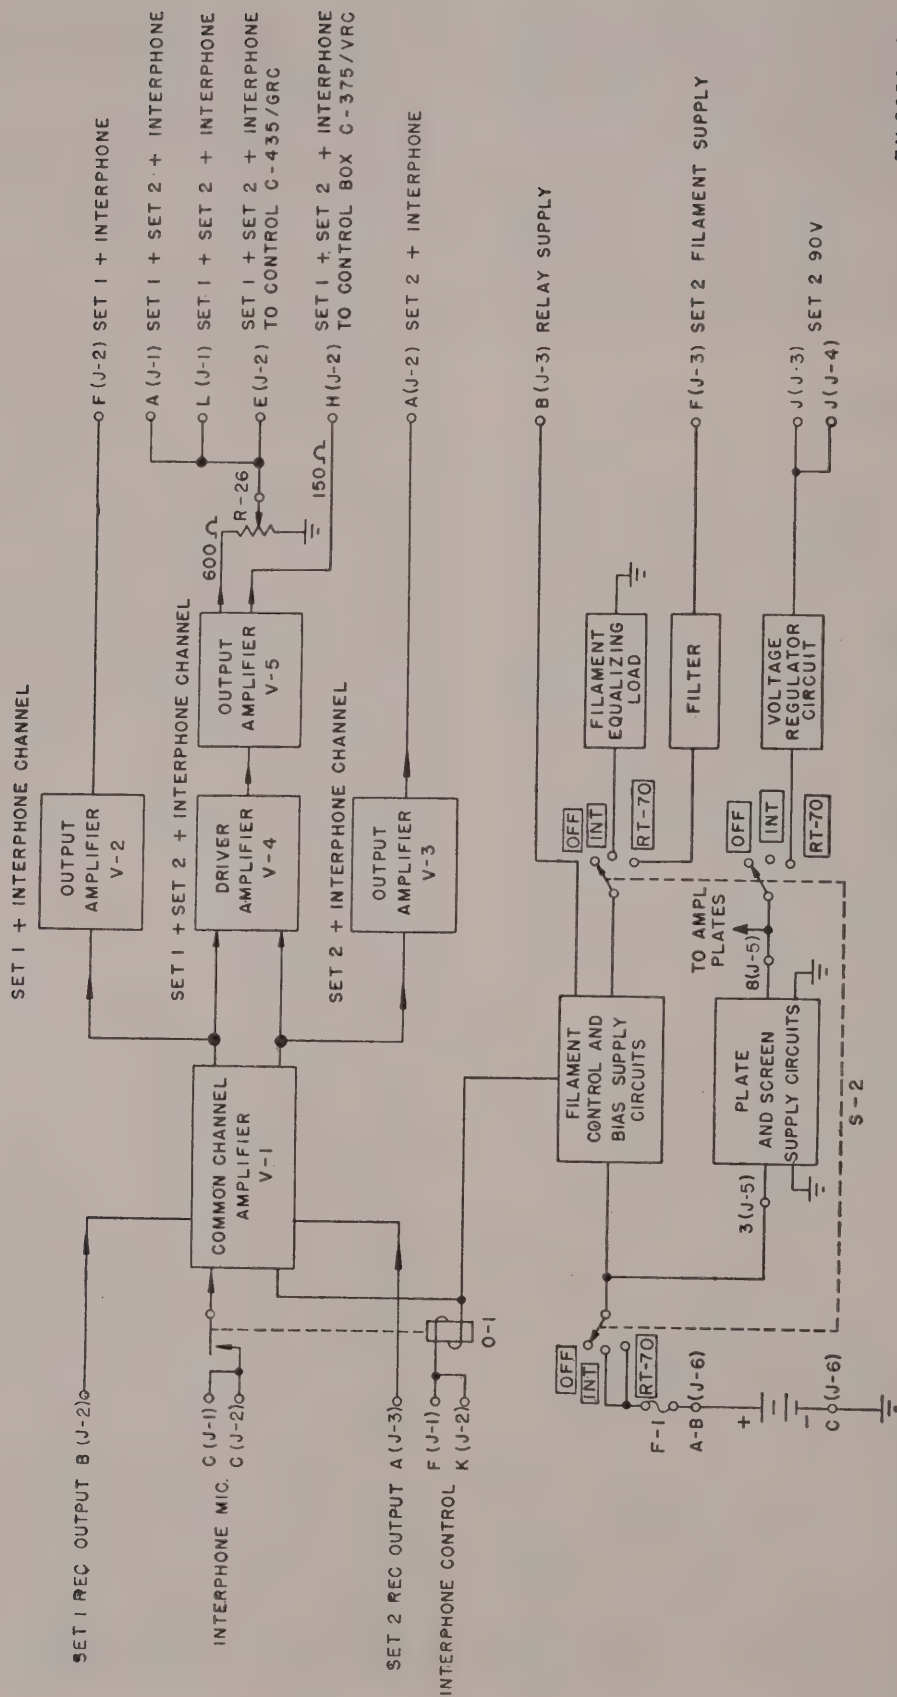 SET 1 + INTERPHONE CHANNEL
OUTPUT
AMPLIFIER
V-2
F (J-2) SET 1 + INTERPHONE
SET 1 REC OUTPUT B (J-2)
SET 1 + SET 2 + INTERPHONE CHANNEL
A (J-1) SET 1 + SET 2 + INTERPHONE
L (J-1) SET 1 + SET 2 + INTERPHONE
E (J-2) SET 1 + SET 2 + INTERPHONE
TO CONTROL C-435/GRC
H (J-2) SET 1 + SET 2 + INTERPHONE
TO CONTROL BOX C-375/VRC
INTERPHONE MIC.
C (J-1)
C (J-2)
COMMON CHANNEL
AMPLIFIER
V-1
DRIVER
AMPLIFIER
V-4
OUTPUT
AMPLIFIER
V-5
600Ω
R-26
150Ω
SET 2 + INTERPHONE CHANNEL
OUTPUT
AMPLIFIER
V-3
A (J-2) SET 2 + INTERPHONE
SET 2 REC OUTPUT A (J-3)
INTERPHONE CONTROL
F (J-1)
K (J-2)
O-1
B (J-3) RELAY SUPPLY
FILAMENT
CONTROL AND
BIAS SUPPLY
CIRCUITS
OFF
INT
RT-70
FILAMENT
EQUALIZING
LOAD
FILTER
F (J-3) SET 2 FILAMENT SUPPLY
OFF
INT
RT-70
F-1
A-B (J-6)
+
-
C (J-6)
3 (J-5)
PLATE
AND SCREEN
SUPPLY CIRCUITS
8 (J-5)
TO AMPL
PLATES
OFF
INT
RT-70
VOLTAGE
REGULATOR
CIRCUIT
J (J-3)
J (J-4)
SET 2 90V
S-2